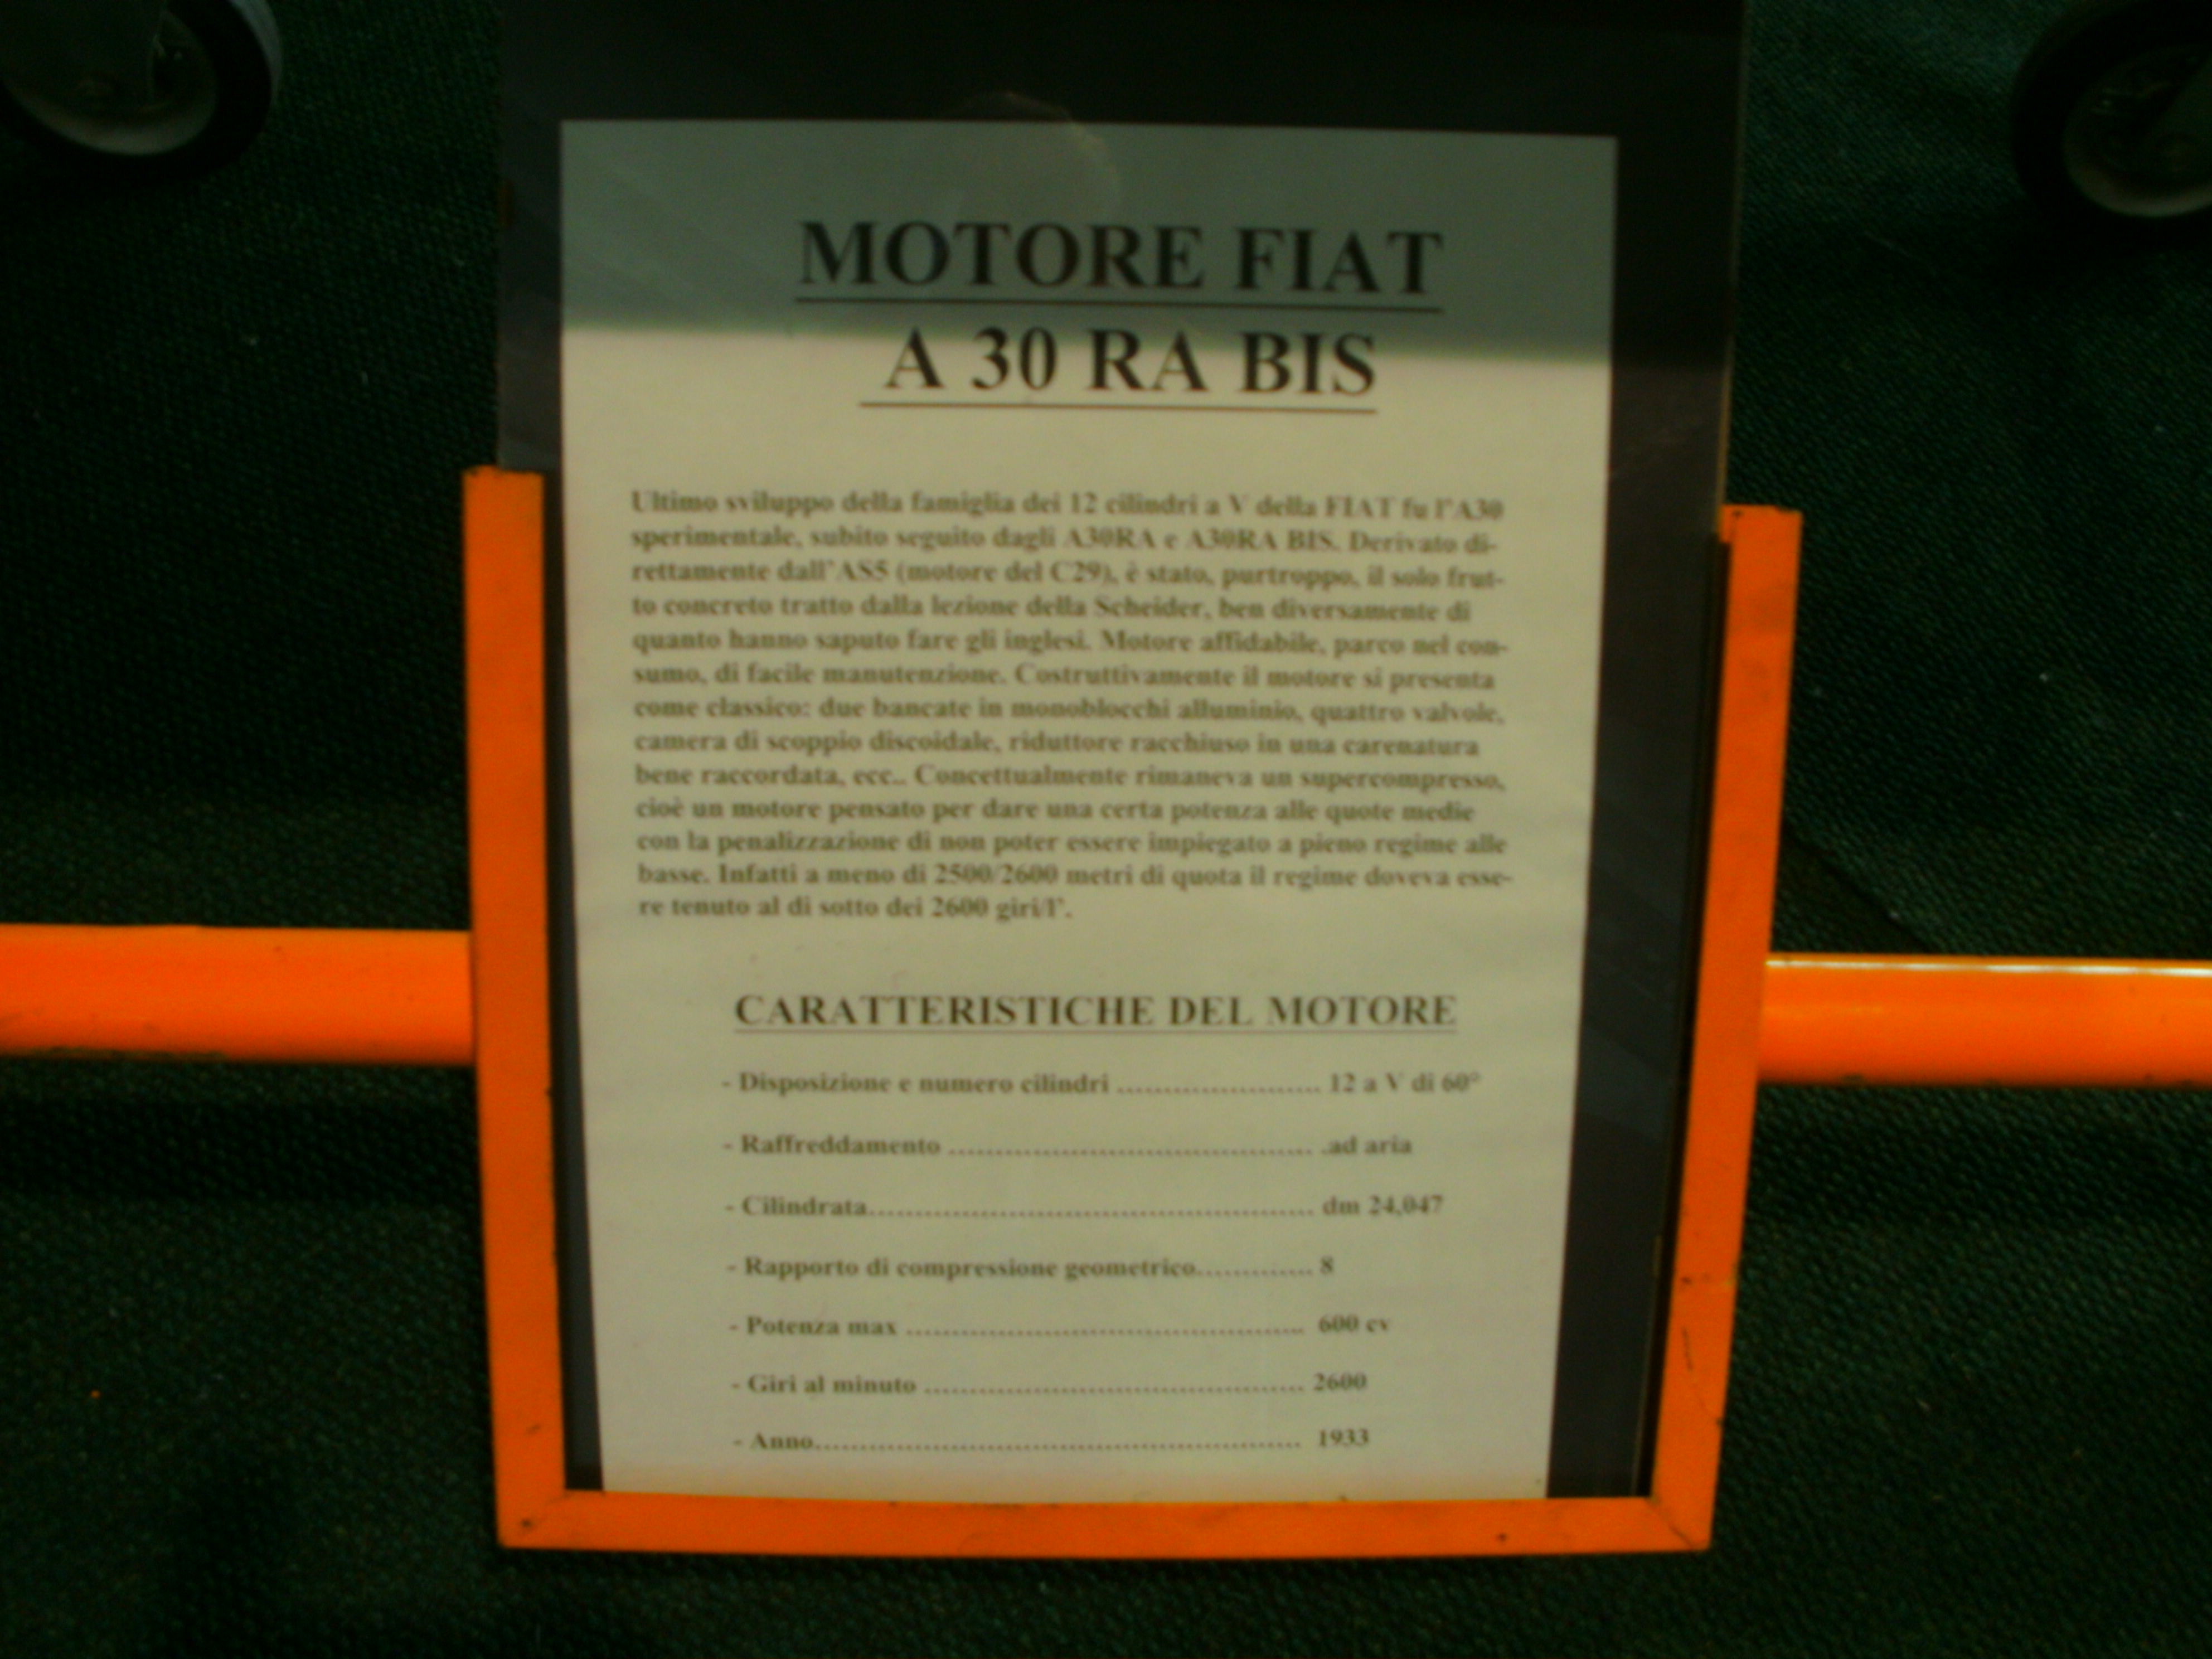 MOTORE FIAT
A 30 RA BIS
Ultimo sviluppo della famiglia dei 12 cilindri a V della FIAT fu l'A30
sperimentale, subito seguito dagli A30RA e A30RA BIS. Derivato di-
rettamente dall'AS5 (motore del C29), è stato, purtroppo, il solo frut-
to concreto tratto dalla lezione della Scheider, ben diversamente di
quanto hanno saputo fare gli inglesi. Motore affidabile, parco nel con-
sumo, di facile manutenzione. Costruttivamente il motore si presenta
come classico: due bancate in monoblocchi alluminio, quattro valvole,
camera di scoppio discoidale, riduttore racchiuso in una carenatura
bene raccordata, ecc.. Concettualmente rimaneva un supercompresso,
cioè un motore pensato per dare una certa potenza alle quote medie
con la penalizzazione di non poter essere impiegato a pieno regime alle
basse. Infatti a meno di 2500/2600 metri di quota il regime doveva esse-
re tenuto al di sotto dei 2600 giri/l'.
CARATTERISTICHE DEL MOTORE
- Disposizione e numero cilindri ...................... 12 a V di 60°
- Raffreddamento ....................................... .ad aria
- Cilindrata................................................ dm 24,047
- Rapporto di compressione geometrico............. 8
- Potenza max ........................................... 600 cv
- Giri al minuto ......................................... 2600
- Anno.................................................... 1933